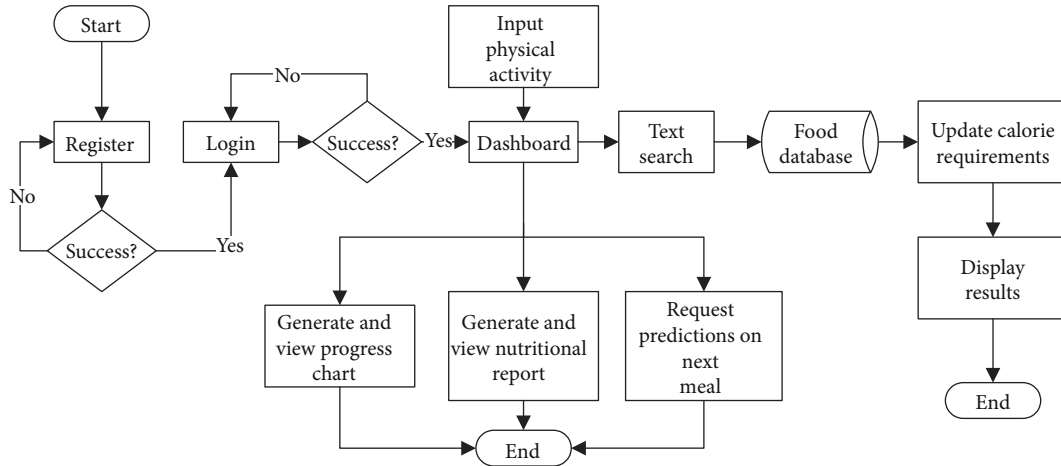 Start
Register
No
Success?
Yes
No
Login
Success?
Yes
Input
physical
activity
Dashboard
Text
search
Food
database
Update calorie
requirements
Display
results
End
Generate and
view progress
chart
Generate and
view nutritional
report
Request
predictions on
next
meal
End